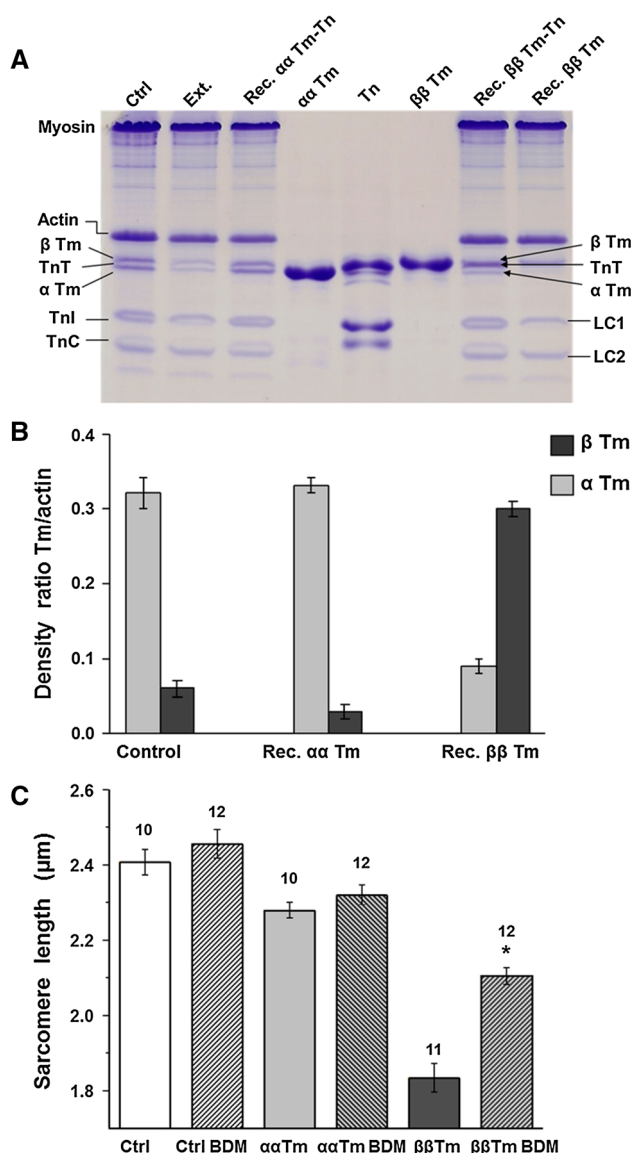 A
Ctrl
Ext.
Rec. αα Tm-Tn
αα Tm
Tn
ββ Tm
Rec. ββ Tm-Tn
Rec. ββ Tm
Myosin
Actin
β Tm
TnT
α Tm
TnI
TnC
β Tm
TnT
α Tm
LC1
LC2
B
Density ratio Tm/actin
0.4
0.3
0.2
0.1
0.0
β Tm
α Tm
Control
Rec. αα Tm
Rec. ββ Tm
C
Sarcomere length (µm)
2.6
2.4
2.2
2.0
1.8
10
12
10
12
11
12
*
Ctrl
Ctrl BDM
ααTm
ααTm BDM
ββTm
ββTm BDM